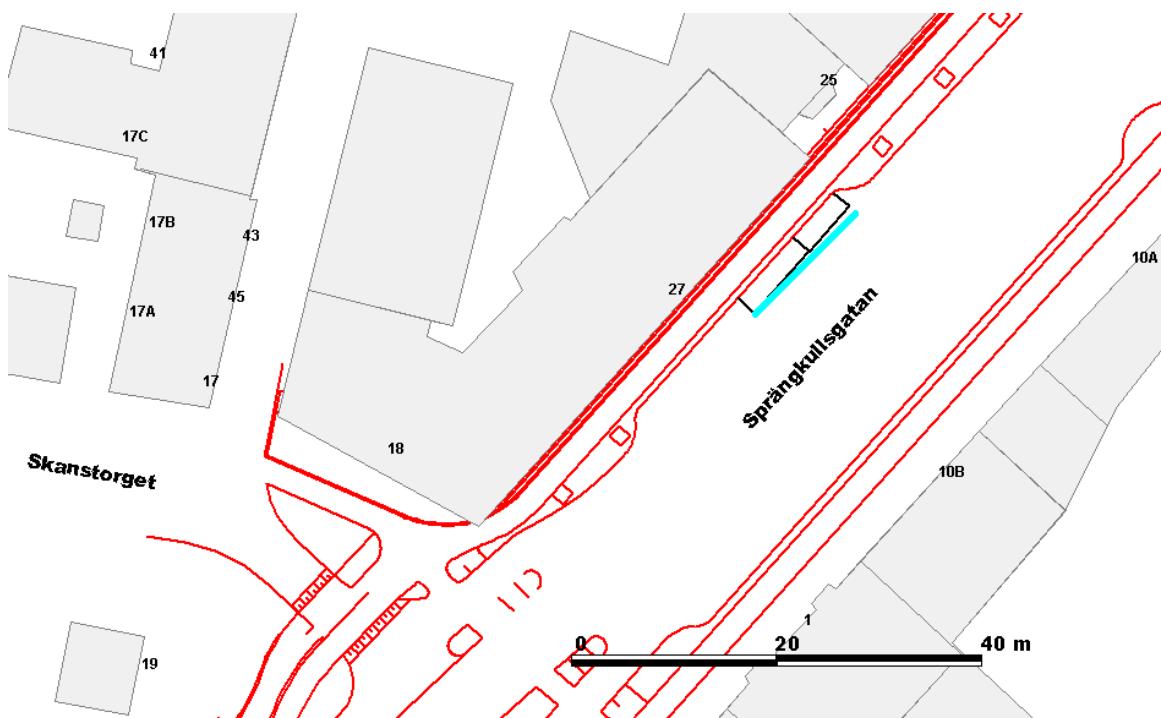 41
25
17C
17B
43
10A
45
27
17A
17
Sprängkullsgatan
18
Skanstorget
10B
1
0 20 40 m
19